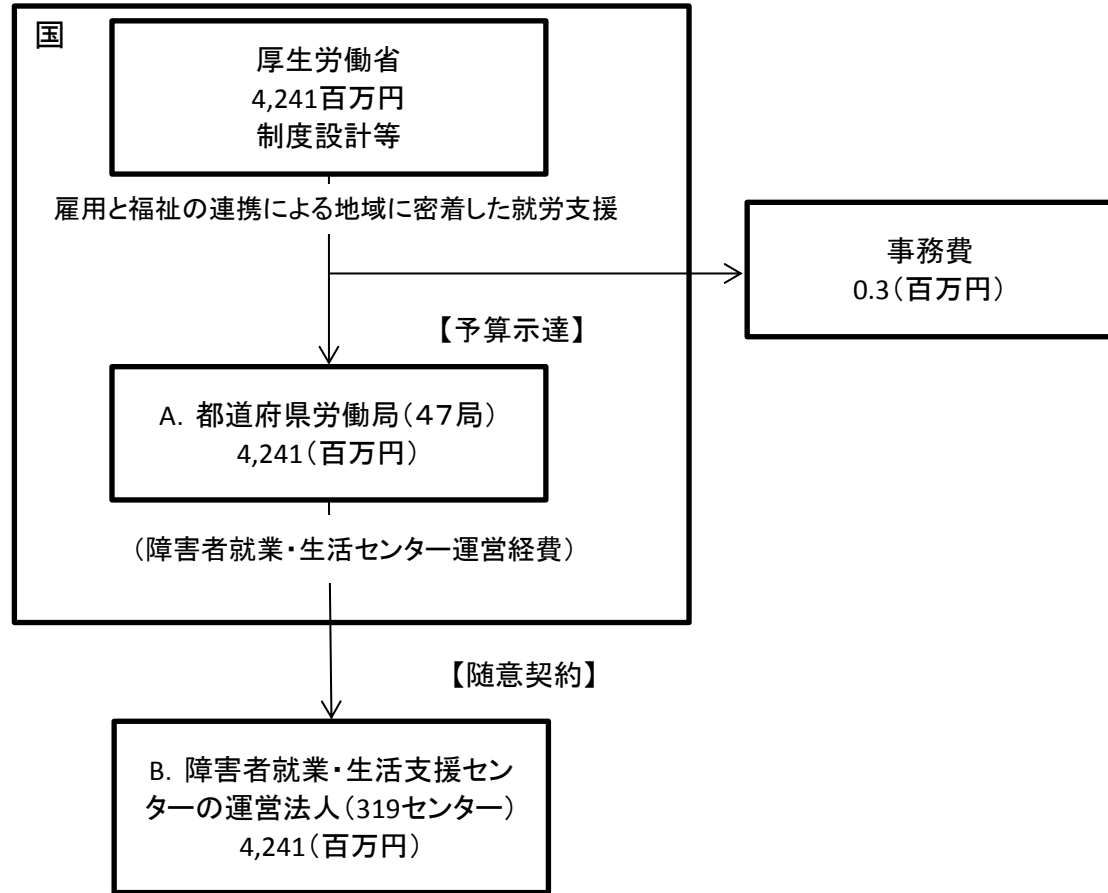 国
厚生労働省
4,241百万円
制度設計等
雇用と福祉の連携による地域に密着した就労支援
事務費
0.3(百万円)
【予算示達】
A. 都道府県労働局(47局)
4,241(百万円)
(障害者就業・生活センター運営経費)
【随意契約】
B. 障害者就業・生活支援セン
ターの運営法人(319センター)
4,241(百万円)